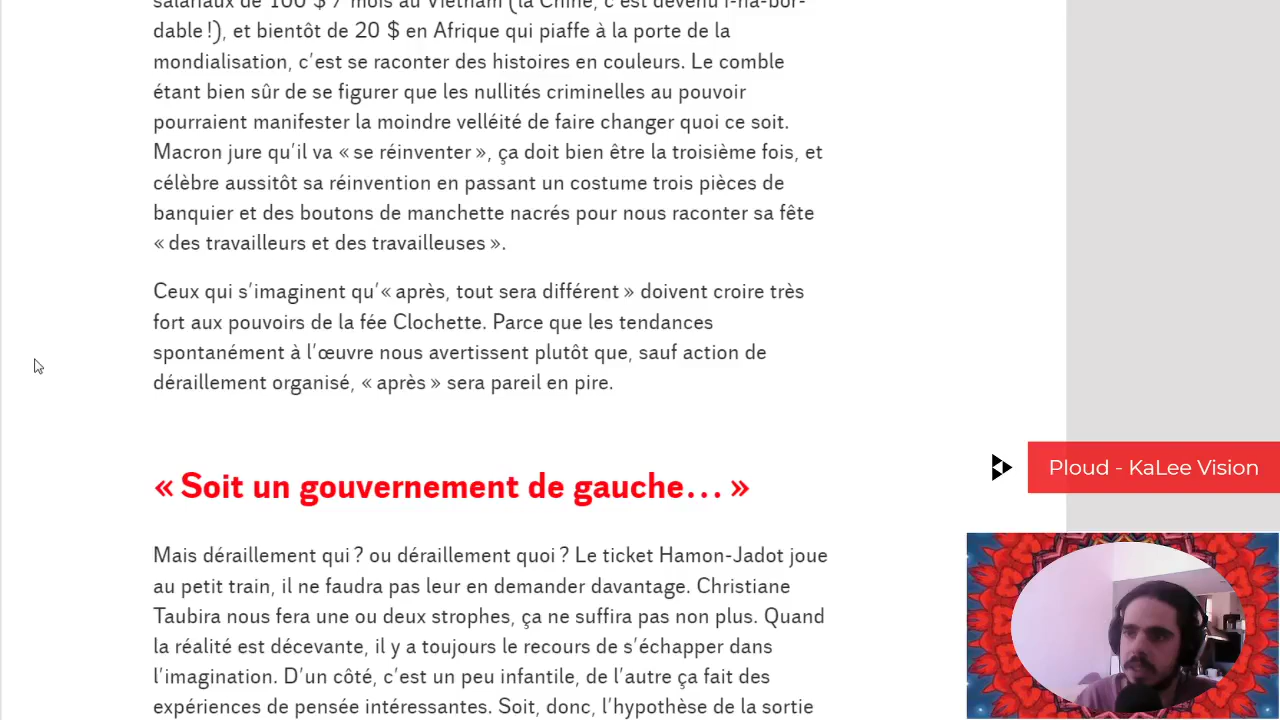 salariaux de 100 $ / mois au Vietnam (la Chine, c'est devenu i-na-bor-
dable !), et bientôt de 20 $ en Afrique qui piaffe à la porte de la
mondialisation, c'est se raconter des histoires en couleurs. Le comble
étant bien sûr de se figurer que les nullités criminelles au pouvoir
pourraient manifester la moindre velléité de faire changer quoi ce soit.
Macron jure qu'il va « se réinventer », ça doit bien être la troisième fois, et
célèbre aussitôt sa réinvention en passant un costume trois pièces de
banquier et des boutons de manchette nacrés pour nous raconter sa fête
« des travailleurs et des travailleuses ».
Ceux qui s'imaginent qu'« après, tout sera différent » doivent croire très
fort aux pouvoirs de la fée Clochette. Parce que les tendances
spontanément à l'œuvre nous avertissent plutôt que, sauf action de
déraillement organisé, « après » sera pareil en pire.
« Soit un gouvernement de gauche… »
Mais déraillement qui ? ou déraillement quoi ? Le ticket Hamon-Jadot joue
au petit train, il ne faudra pas leur en demander davantage. Christiane
Taubira nous fera une ou deux strophes, ça ne suffira pas non plus. Quand
la réalité est décevante, il y a toujours le recours de s'échapper dans
l'imagination. D'un côté, c'est un peu infantile, de l'autre ça fait des
expériences de pensée intéressantes. Soit, donc, l'hypothèse de la sortie
Ploud - KaLee Vision